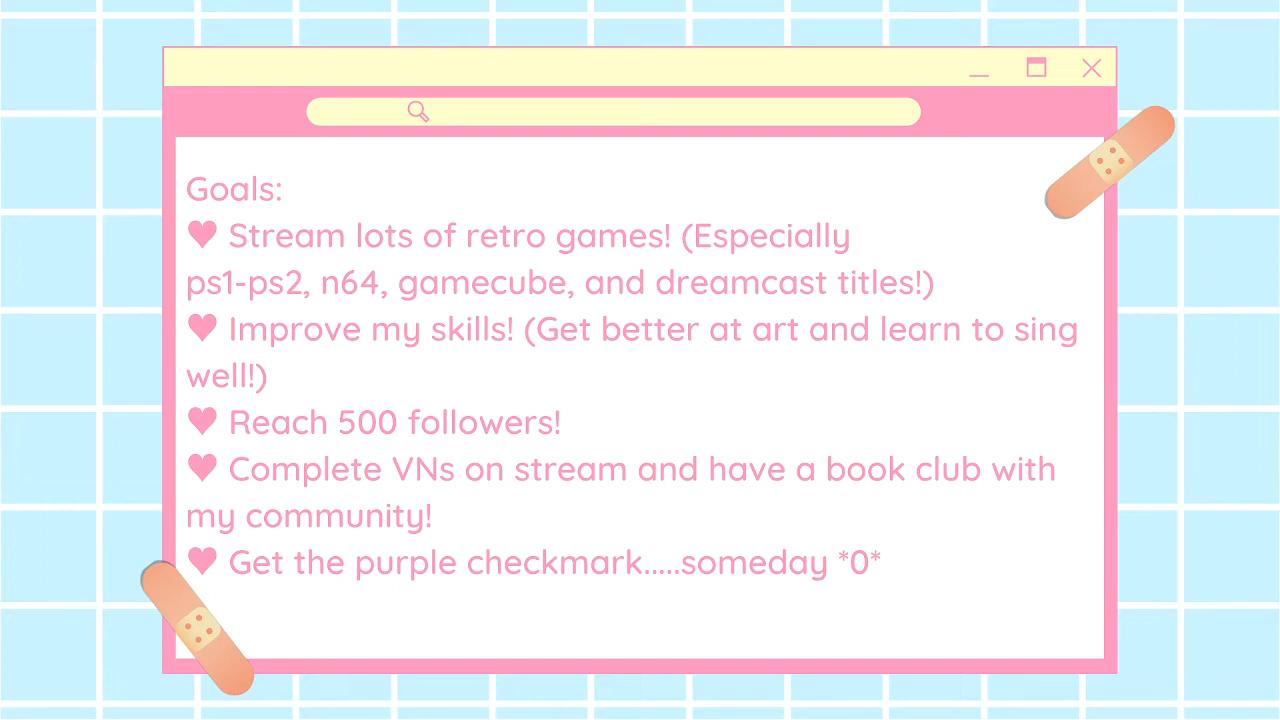 Goals:
♥ Stream lots of retro games! (Especially
ps1-ps2, n64, gamecube, and dreamcast titles!)
♥ Improve my skills! (Get better at art and learn to sing
well!)
♥ Reach 500 followers!
♥ Complete VNs on stream and have a book club with
my community!
♥ Get the purple checkmark.....someday *0*